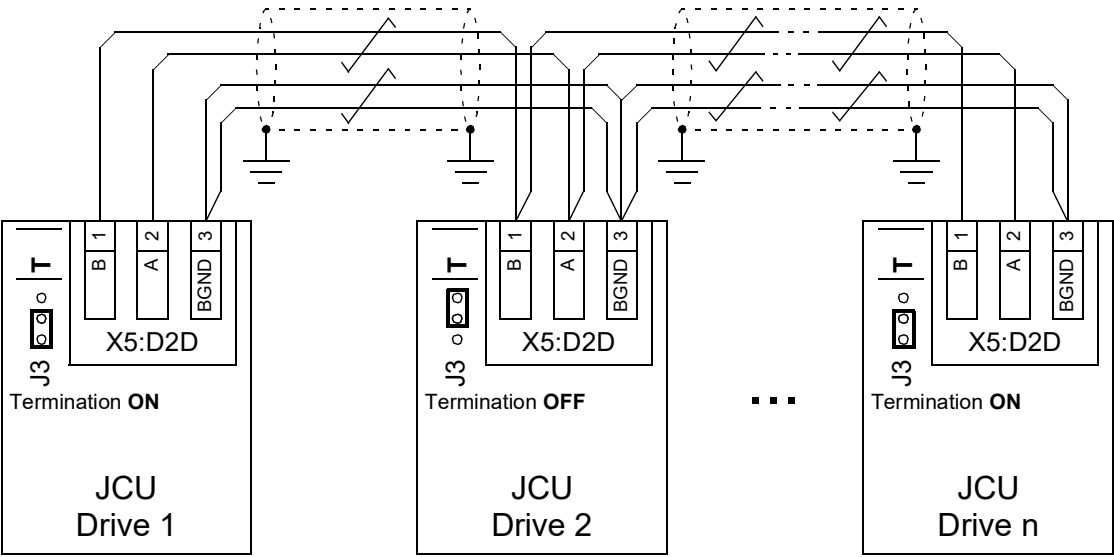 1 2 3
B A BGND
T
X5:D2D
J3
Termination ON
JCU
Drive 1
1 2 3
B A BGND
T
X5:D2D
J3
Termination OFF
JCU
Drive 2
...
1 2 3
B A BGND
T
X5:D2D
J3
Termination ON
JCU
Drive n